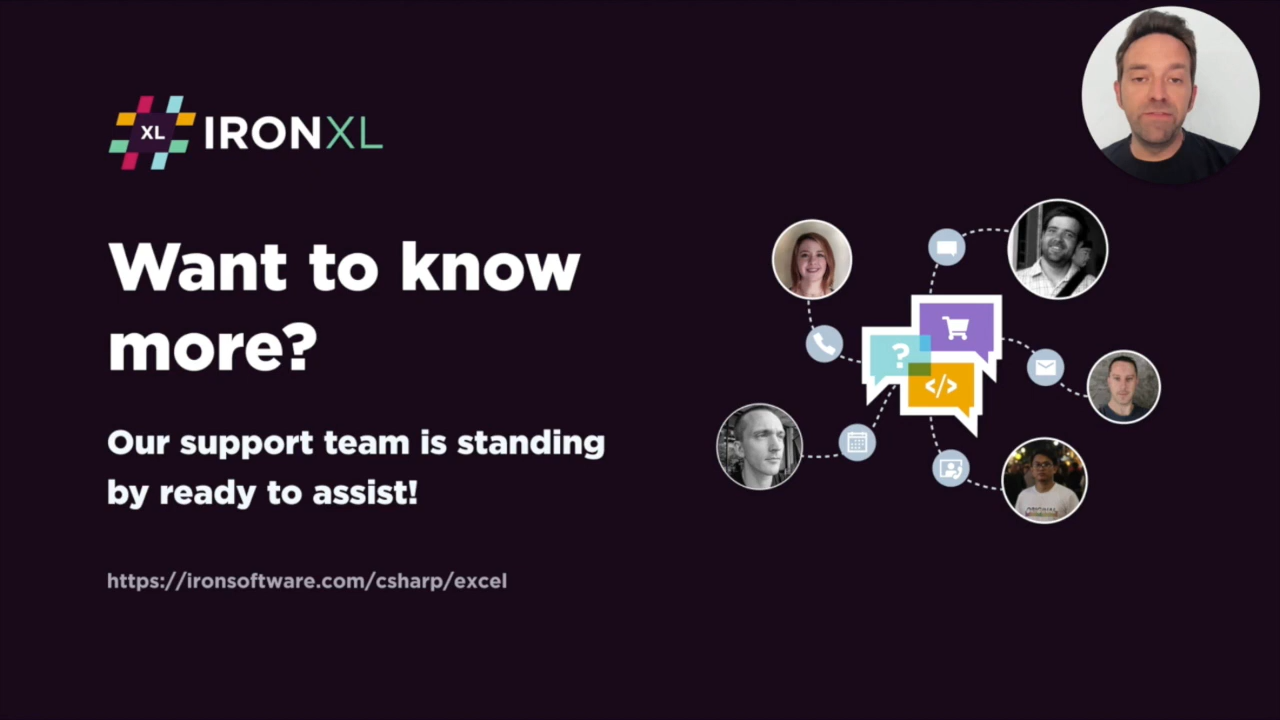 XL
IRONXL
Want to know
more?
Our support team is standing
by ready to assist!
https://ironsoftware.com/csharp/excel
?
</>
ORIGINAL